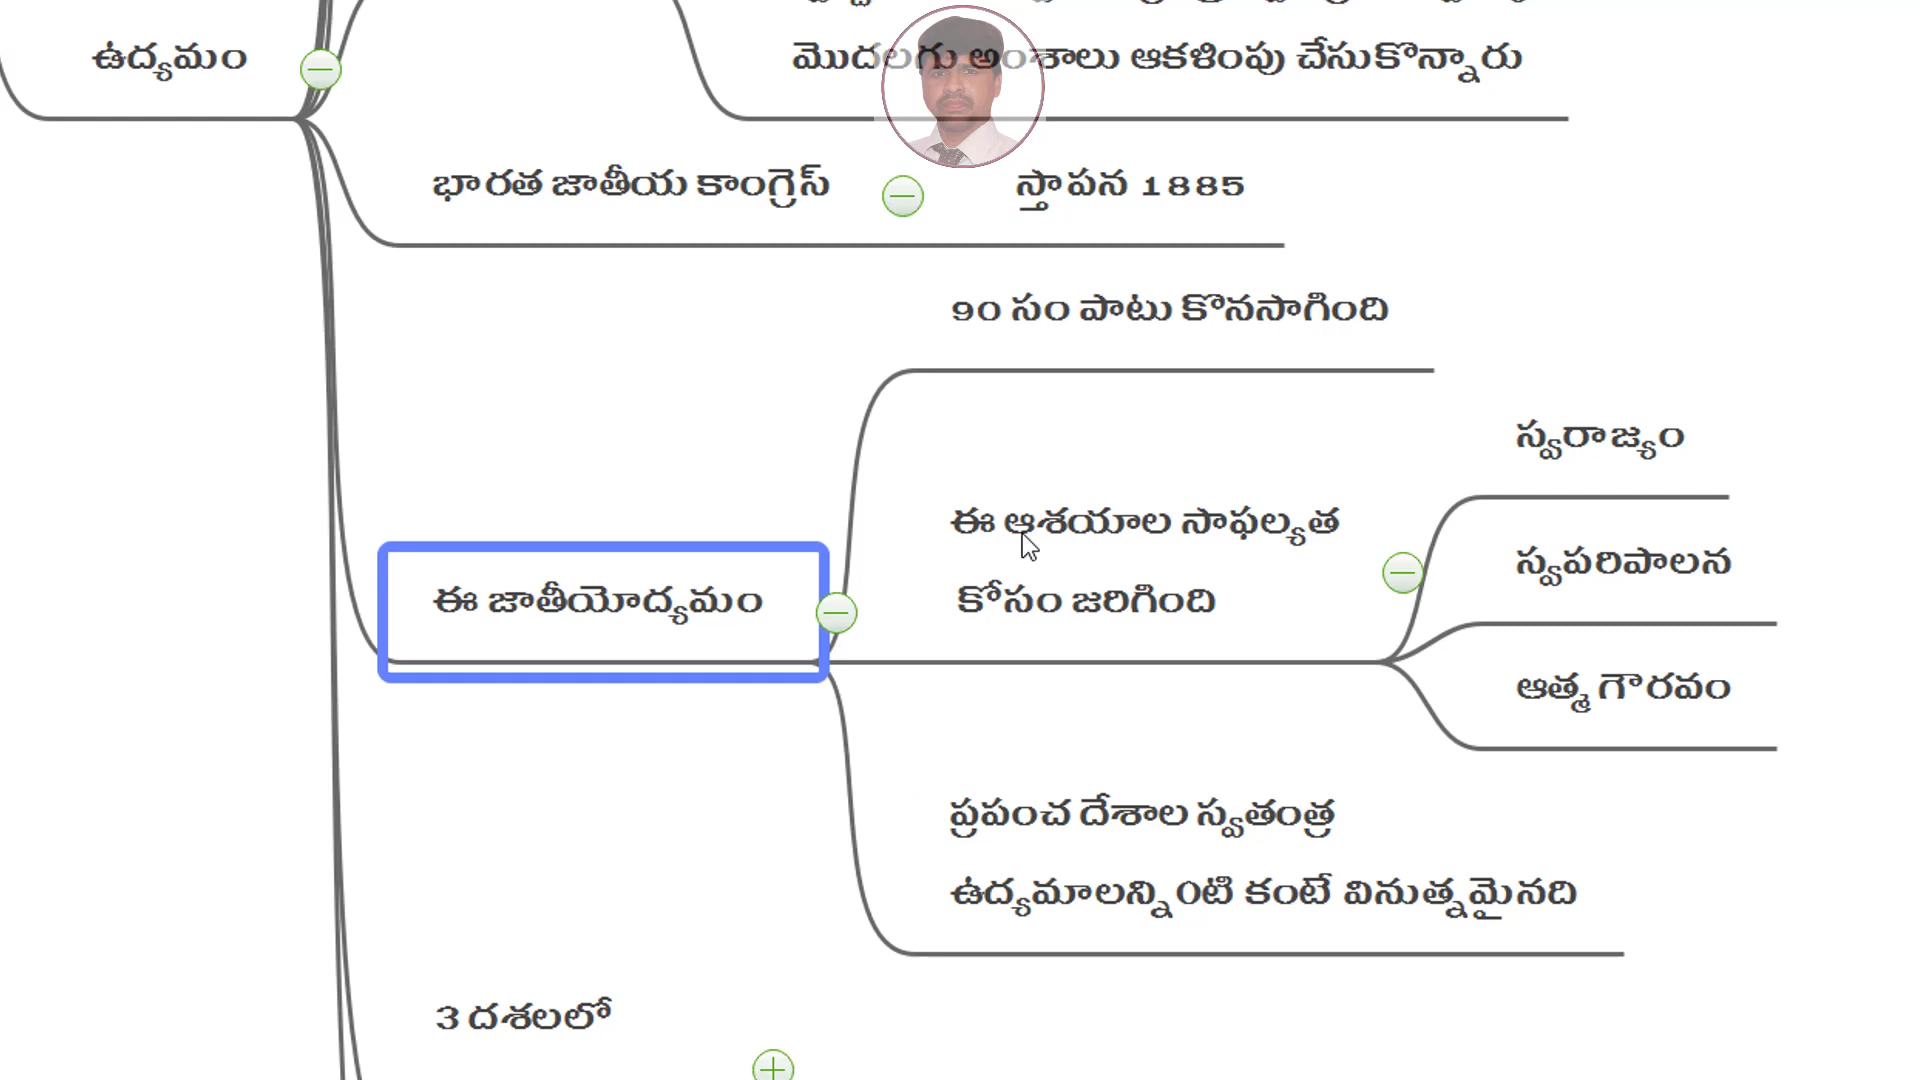 ఉద్యమం
మొదలగు అంశాలు ఆకళింపు చేసుకొన్నారు
భారత జాతీయ కాంగ్రెస్
స్తాపన 1885
90 సం పాటు కొనసాగింది
ఈ జాతీయోద్యమం
ఈ ఆశయాల సాఫల్యత
కోసం జరిగింది
స్వరాజ్యం
స్వపరిపాలన
ఆత్మ గౌరవం
ప్రపంచ దేశాల స్వతంత్ర
ఉద్యమాలన్ని0టి కంటే వినుత్నమైనది
3 దశలలో